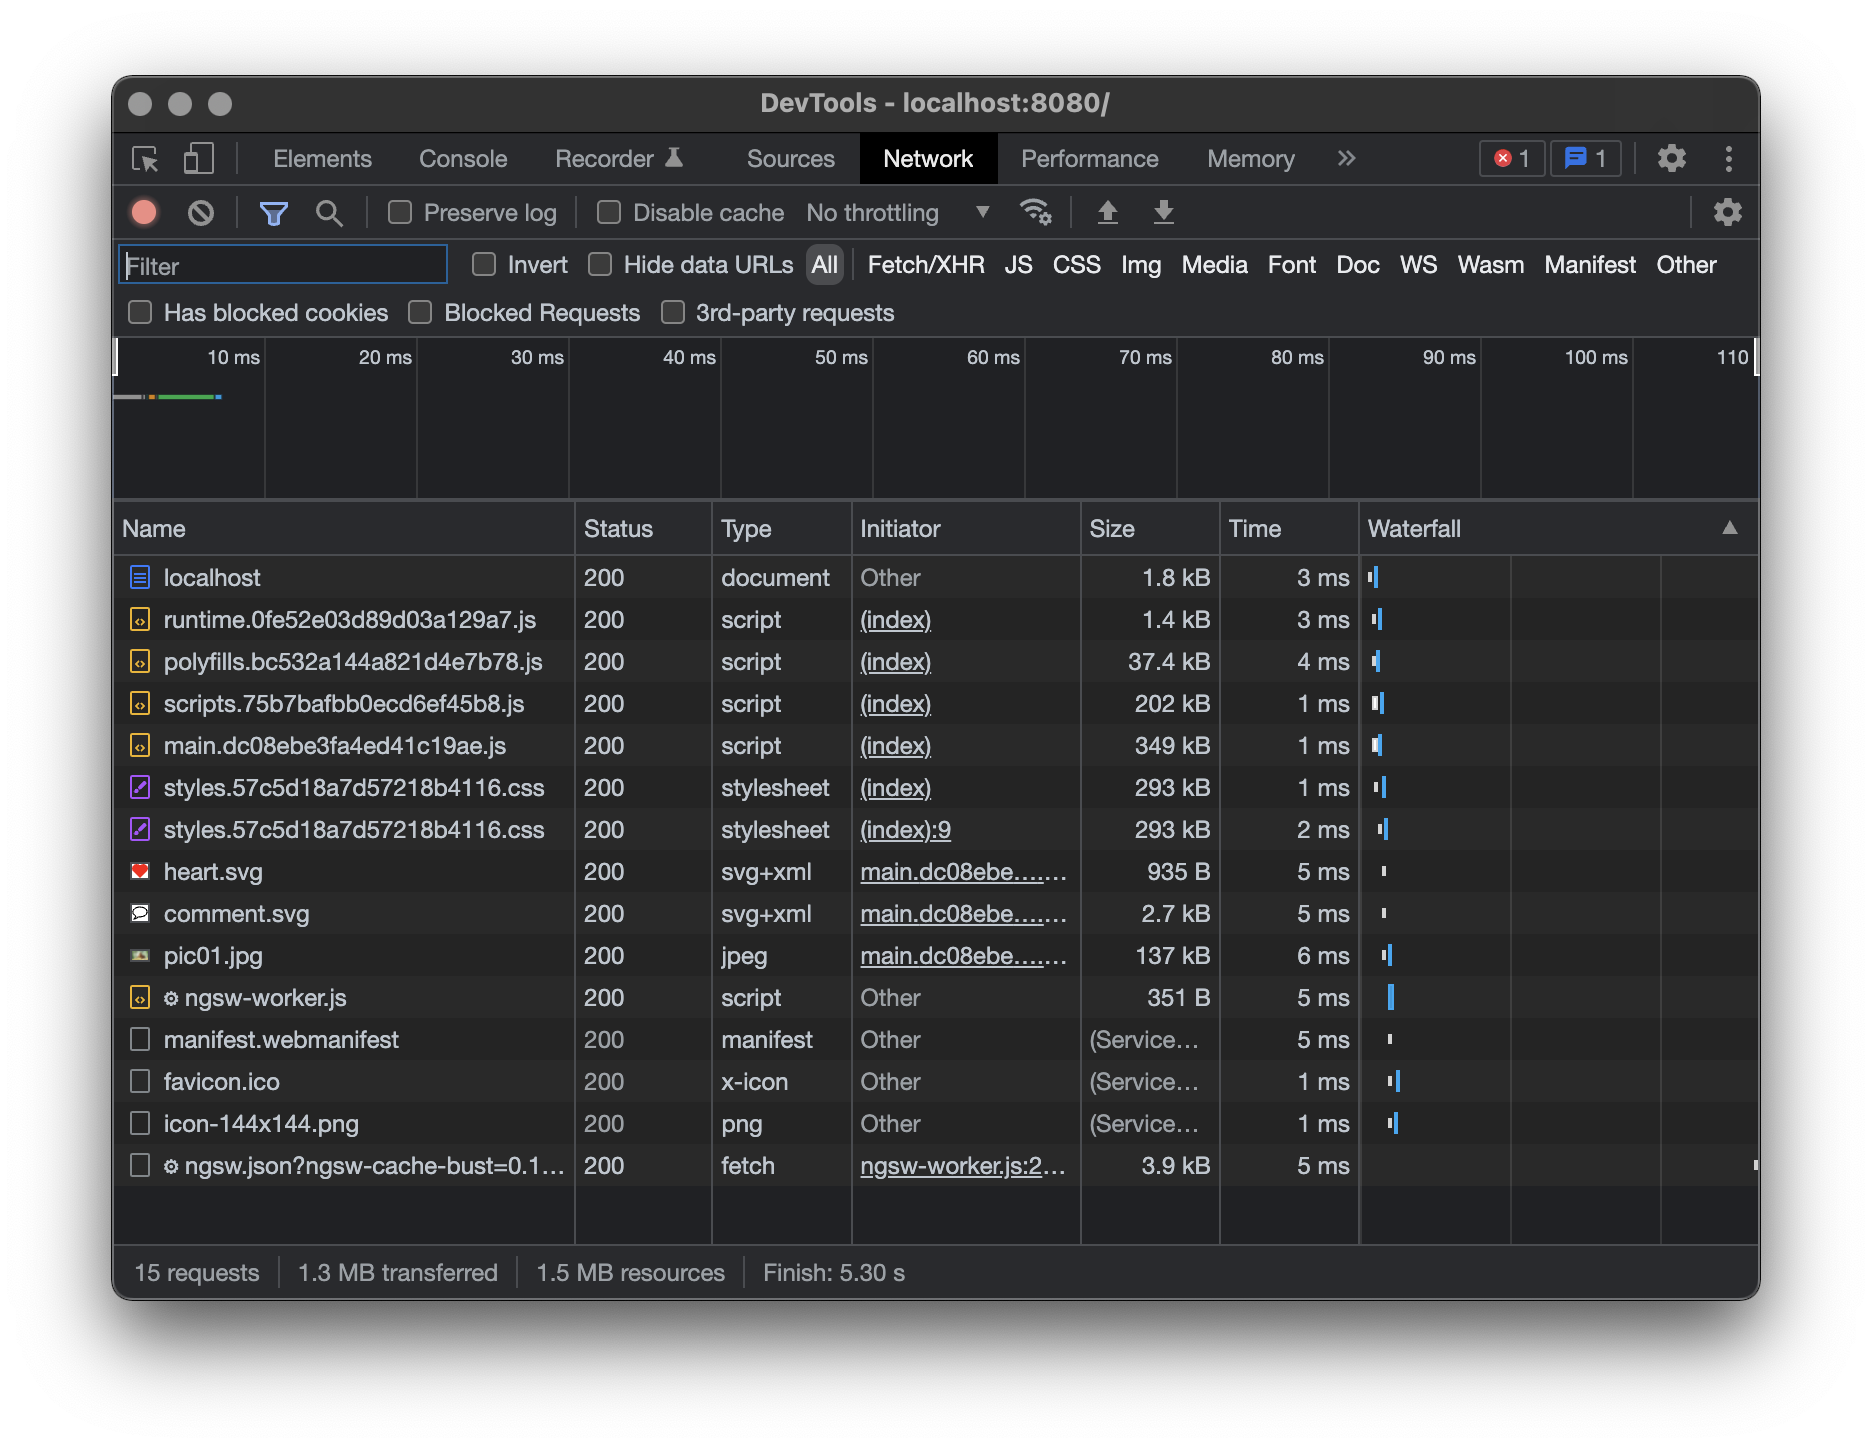 DevTools - localhost:8080/
Elements Console Recorder Sources Network Performance Memory 1 1
Preserve log Disable cache No throttling
Filter Invert Hide data URLs All Fetch/XHR JS CSS Img Media Font Doc WS Wasm Manifest Other
Has blocked cookies Blocked Requests 3rd-party requests
10 ms 20 ms 30 ms 40 ms 50 ms 60 ms 70 ms 80 ms 90 ms 100 ms 110
Name Status Type Initiator Size Time Waterfall
localhost 200 document Other 1.8 kB 3 ms
runtime.0fe52e03d89d03a129a7.js 200 script (index) 1.4 kB 3 ms
polyfills.bc532a144a821d4e7b78.js 200 script (index) 37.4 kB 4 ms
scripts.75b7bafbb0ecd6ef45b8.js 200 script (index) 202 kB 1 ms
main.dc08ebe3fa4ed41c19ae.js 200 script (index) 349 kB 1 ms
styles.57c5d18a7d57218b4116.css 200 stylesheet (index) 293 kB 1 ms
styles.57c5d18a7d57218b4116.css 200 stylesheet (index):9 293 kB 2 ms
heart.svg 200 svg+xml main.dc08ebe….… 935 B 5 ms
comment.svg 200 svg+xml main.dc08ebe….… 2.7 kB 5 ms
pic01.jpg 200 jpeg main.dc08ebe….… 137 kB 6 ms
⚙ ngsw-worker.js 200 script Other 351 B 5 ms
manifest.webmanifest 200 manifest Other (Service… 5 ms
favicon.ico 200 x-icon Other (Service… 1 ms
icon-144x144.png 200 png Other (Service… 1 ms
⚙ ngsw.json?ngsw-cache-bust=0.1… 200 fetch ngsw-worker.js:2… 3.9 kB 5 ms
15 requests 1.3 MB transferred 1.5 MB resources Finish: 5.30 s